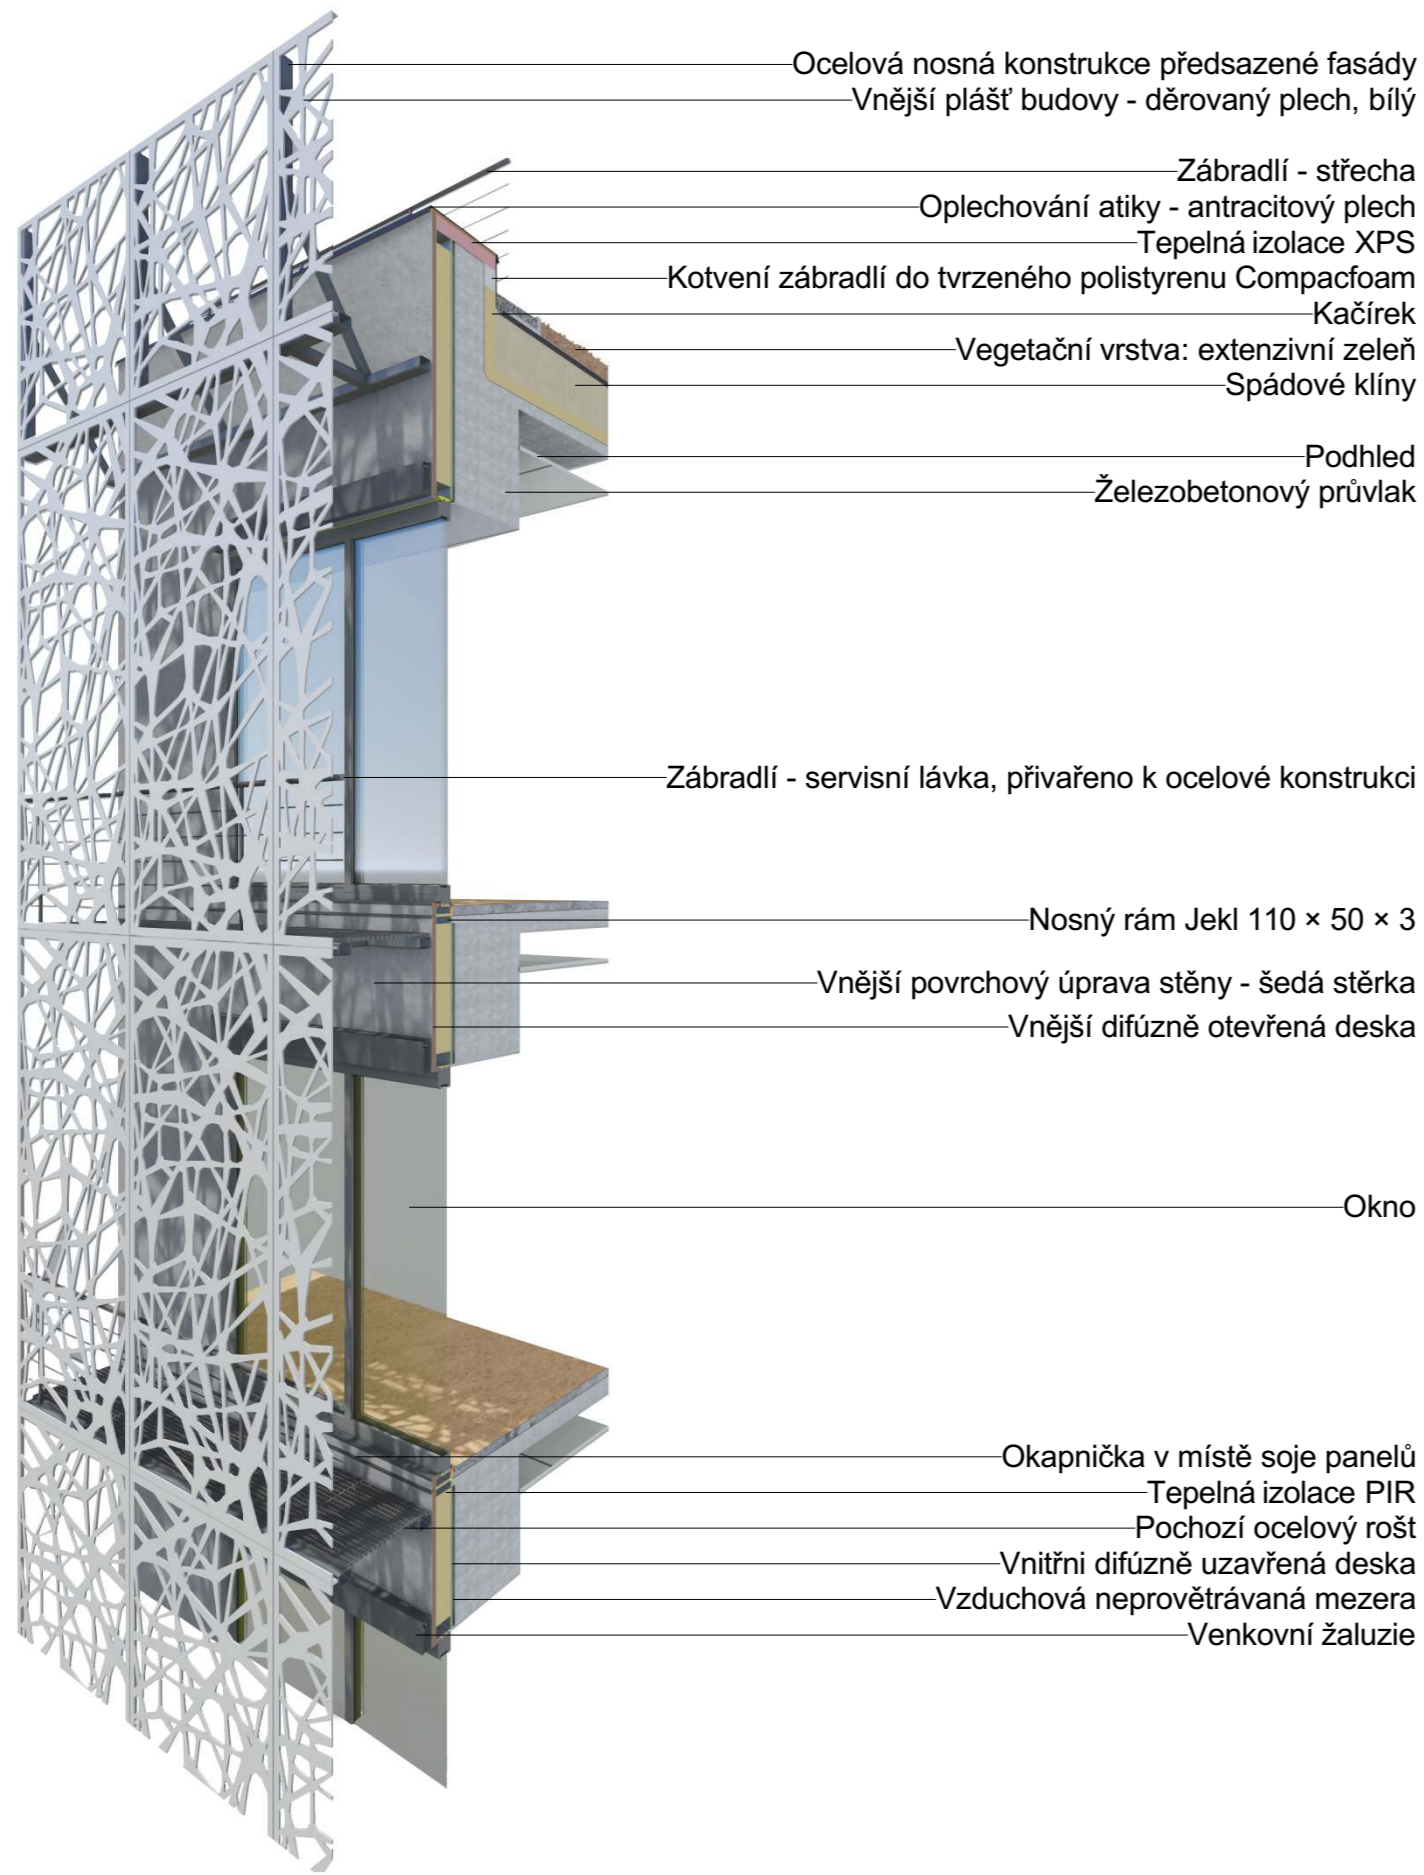 Ocelová nosná konstrukce předsazené fasády
Vnější plášť budovy - děrovaný plech, bílý
Zábradlí - střecha
Oplechování atiky - antracitový plech
Tepelná izolace XPS
Kotvení zábradlí do tvrzeného polistyrenu Compacfoam
Kačírek
Vegetační vrstva: extenzivní zeleň
Spádové klíny
Podhled
Železobetonový průvlak
Zábradlí - servisní lávka, přivařeno k ocelové konstrukci
Nosný rám Jekl 110 × 50 × 3
Vnější povrchový úprava stěny - šedá stěrka
Vnější difúzně otevřená deska
Okno
Okapnička v místě soje panelů
Tepelná izolace PIR
Pochozí ocelový rošt
Vnitřni difúzně uzavřená deska
Vzduchová neprovětrávaná mezera
Venkovní žaluzie